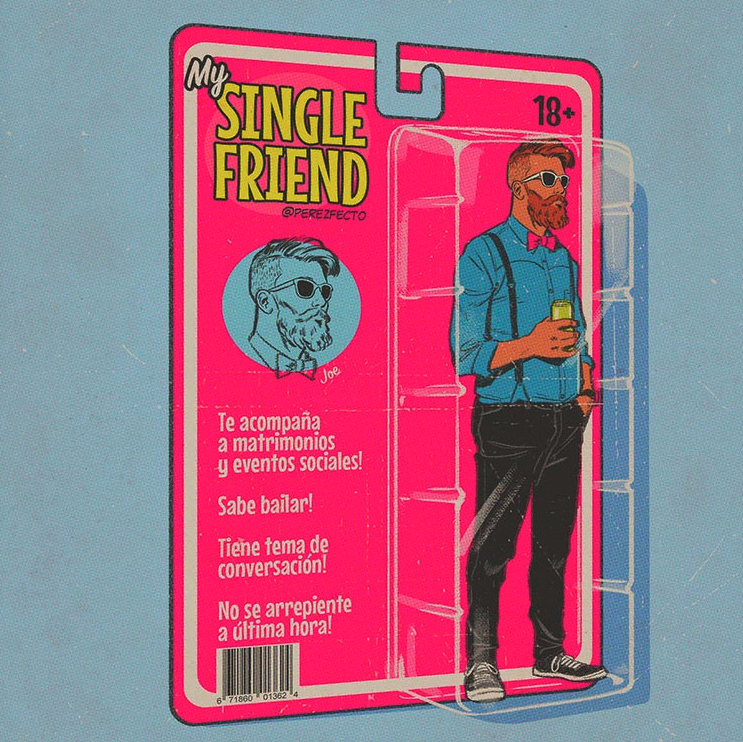 My
SINGLE
FRIEND
@PEREZFECTO
18+
Joe
Te acompaña
a matrimonios
y eventos sociales!
Sabe bailar!
Tiene tema de
conversación!
No se arrepiente
a última hora!
6 71860 01362 4